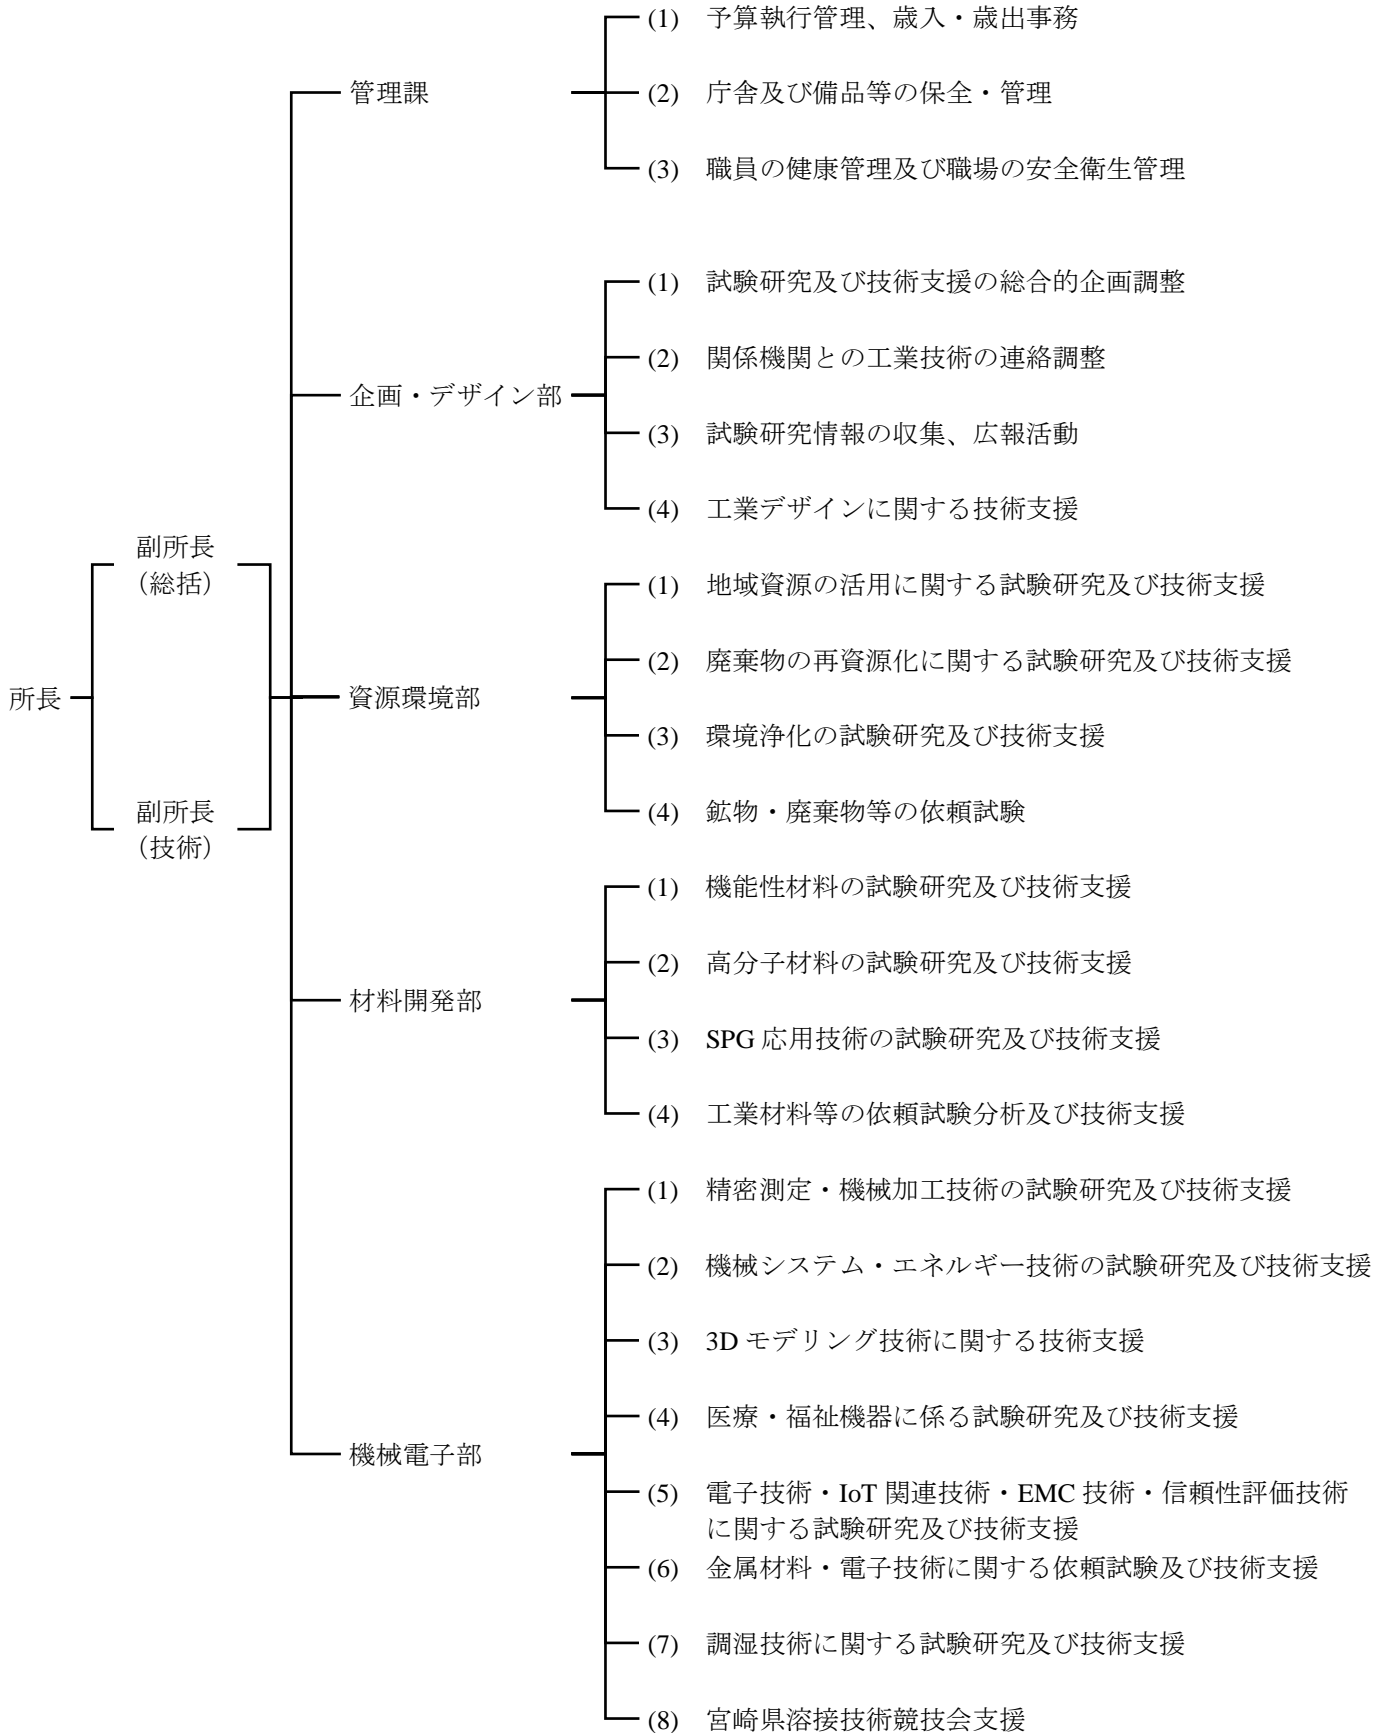 所長
副所長
（総括）
副所長
（技術）
管理課
(1) 予算執行管理、歳入・歳出事務
(2) 庁舎及び備品等の保全・管理
(3) 職員の健康管理及び職場の安全衛生管理
企画・デザイン部
(1) 試験研究及び技術支援の総合的企画調整
(2) 関係機関との工業技術の連絡調整
(3) 試験研究情報の収集、広報活動
(4) 工業デザインに関する技術支援
資源環境部
(1) 地域資源の活用に関する試験研究及び技術支援
(2) 廃棄物の再資源化に関する試験研究及び技術支援
(3) 環境浄化の試験研究及び技術支援
(4) 鉱物・廃棄物等の依頼試験
材料開発部
(1) 機能性材料の試験研究及び技術支援
(2) 高分子材料の試験研究及び技術支援
(3) SPG 応用技術の試験研究及び技術支援
(4) 工業材料等の依頼試験分析及び技術支援
機械電子部
(1) 精密測定・機械加工技術の試験研究及び技術支援
(2) 機械システム・エネルギー技術の試験研究及び技術支援
(3) 3D モデリング技術に関する技術支援
(4) 医療・福祉機器に係る試験研究及び技術支援
(5) 電子技術・IoT 関連技術・EMC 技術・信頼性評価技術
に関する試験研究及び技術支援
(6) 金属材料・電子技術に関する依頼試験及び技術支援
(7) 調湿技術に関する試験研究及び技術支援
(8) 宮崎県溶接技術競技会支援